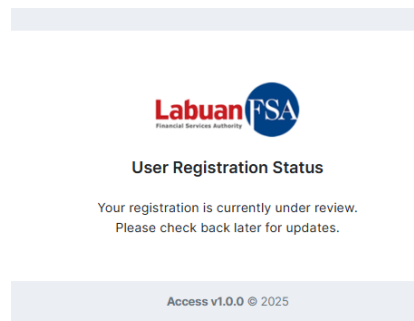 Labuan FSA
Financial Services Authority
User Registration Status
Your registration is currently under review.
Please check back later for updates.
Access v1.0.0 © 2025